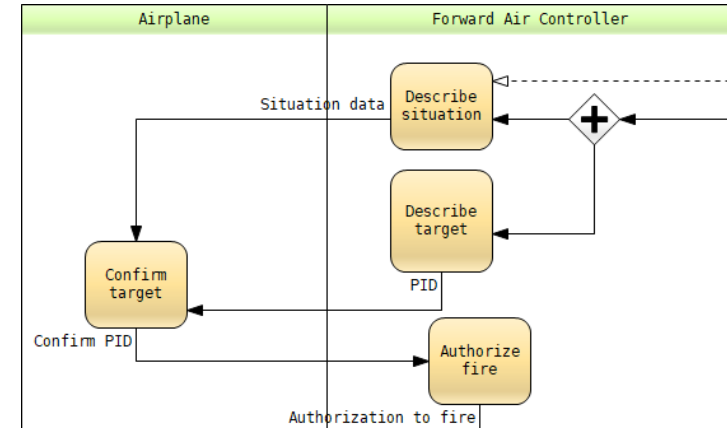 Airplane
Forward Air Controller
Situation data
Describe
situation
Describe
target
Confirm
target
PID
Confirm PID
Authorize
fire
Authorization to fire